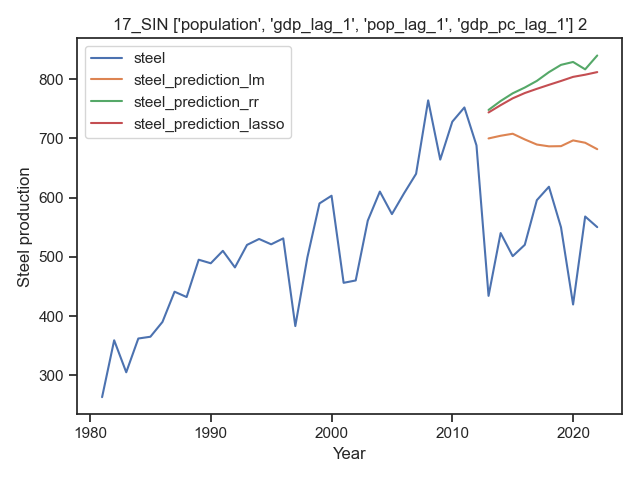 17_SIN ['population', 'gdp_lag_1', 'pop_lag_1', 'gdp_pc_lag_1'] 2
steel
steel_prediction_lm
steel_prediction_rr
steel_prediction_lasso
Steel production
800
700
600
500
400
300
1980
1990
2000
2010
2020
Year